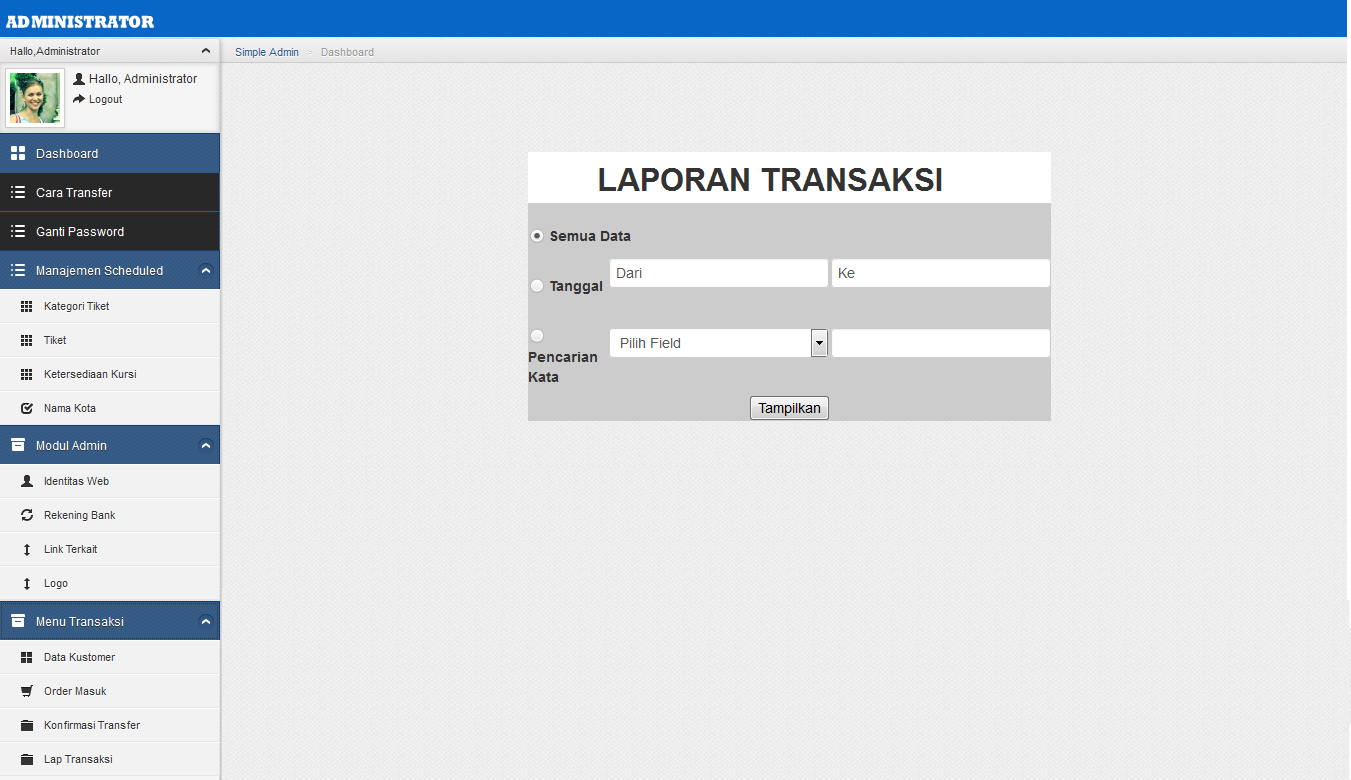 ADMINISTRATOR
Hallo,Administrator
Simple Admin > Dashboard
Hallo, Administrator
Logout
Dashboard
Cara Transfer
Ganti Password
Manajemen Scheduled
Kategori Tiket
Tiket
Ketersediaan Kursi
Nama Kota
Modul Admin
Identitas Web
Rekening Bank
Link Terkait
Logo
Menu Transaksi
Data Kustomer
Order Masuk
Konfirmasi Transfer
Lap Transaksi
LAPORAN TRANSAKSI
Semua Data
Tanggal Dari Ke
Pencarian Kata Pilih Field
Tampilkan